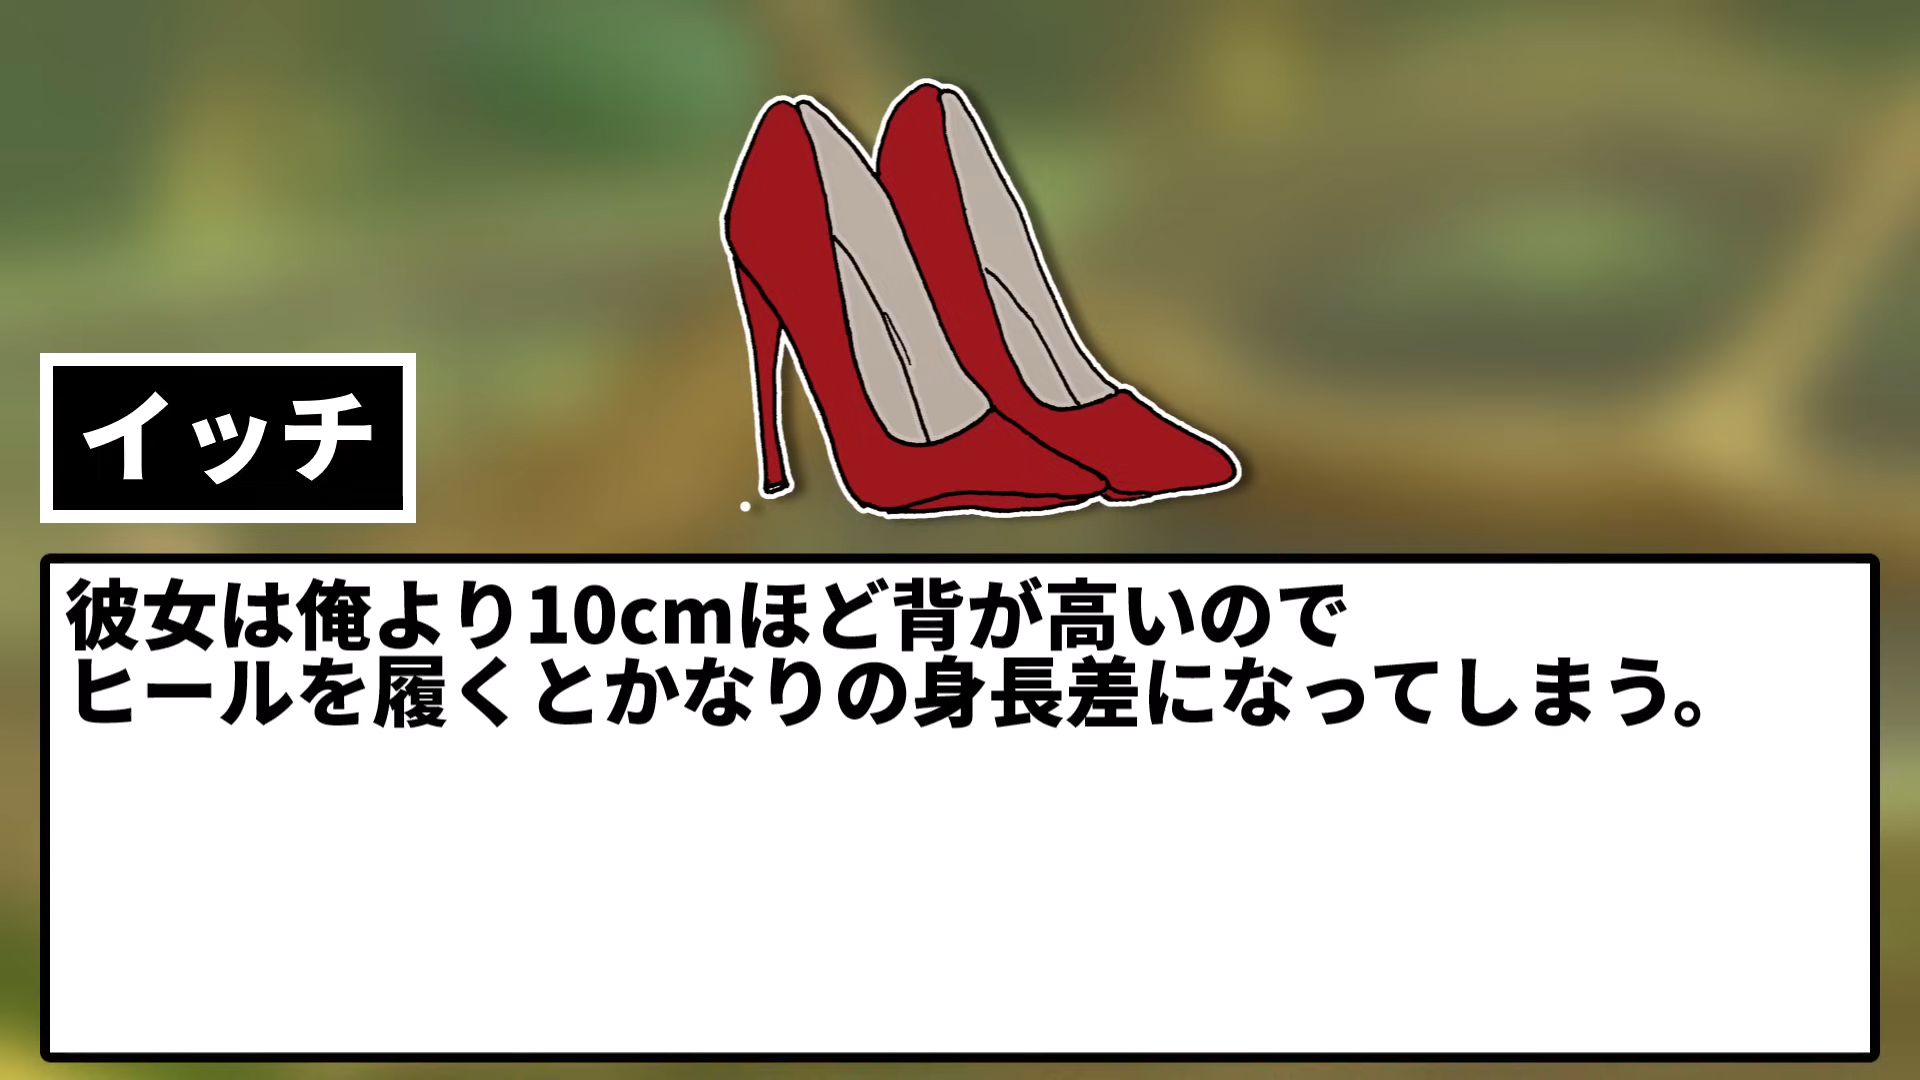 イッチ
彼女は俺より10cmほど背が高いので
ヒールを履くとかなりの身長差になってしまう。